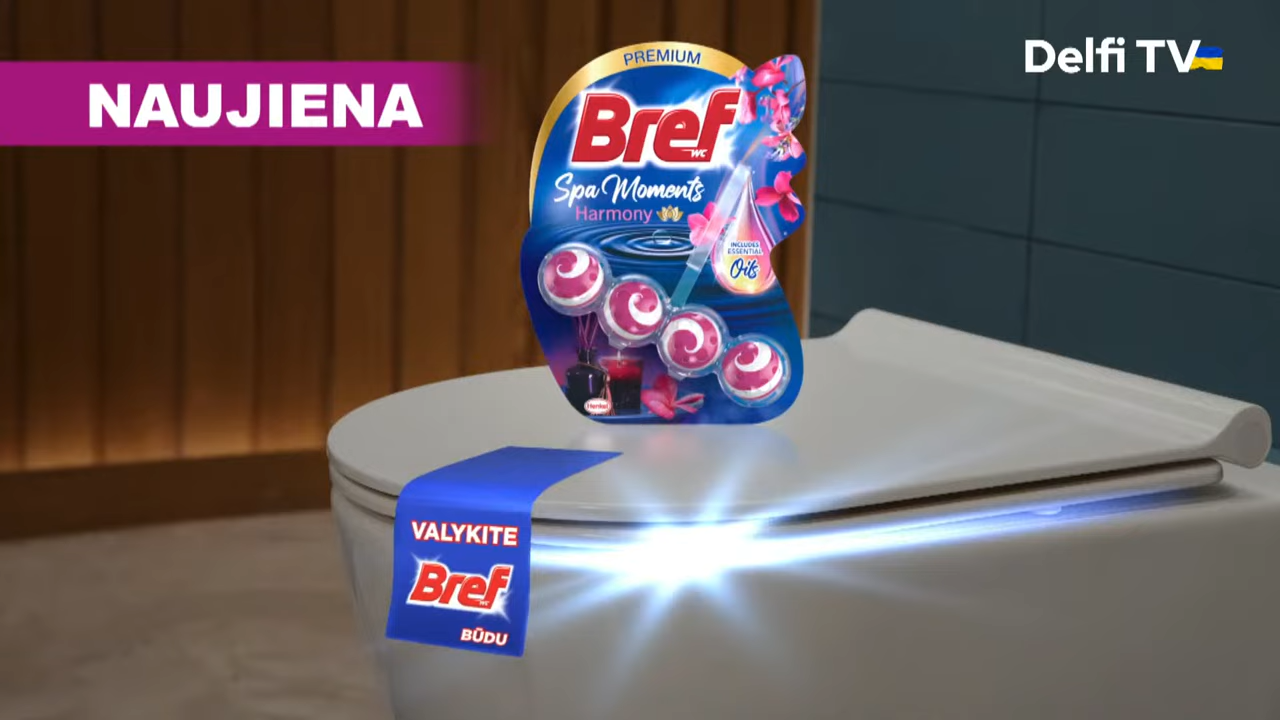 Delfi TV
NAUJIENA
PREMIUM
Bref
WC
Spa Moments
Harmony
INCLUDES
ESSENTIAL
Oils
Henkel
VALYKITE
Bref
WC
BŪDU